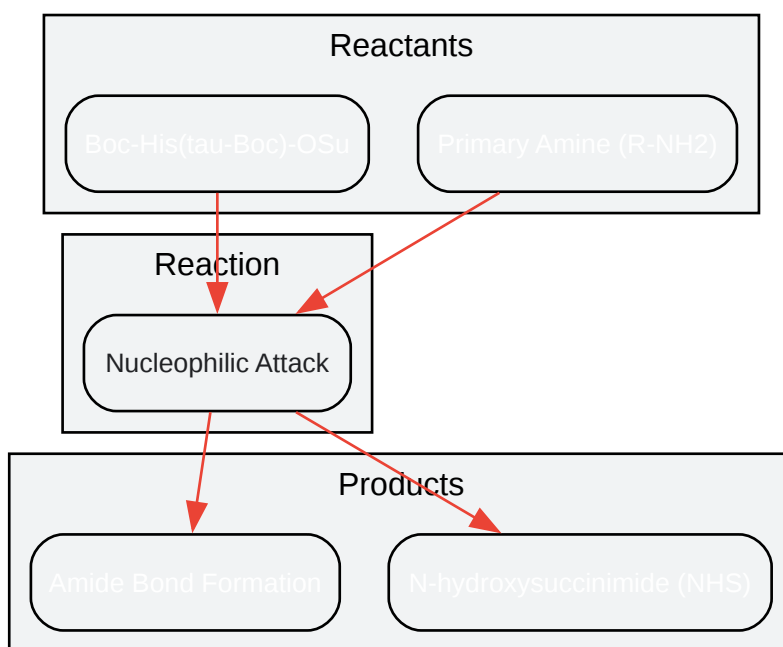 Reactants
Boc-His(tau-Boc)-OSu
Primary Amine (R-NH2)
Reaction
Nucleophilic Attack
Products
Amide Bond Formation
N-hydroxysuccinimide (NHS)